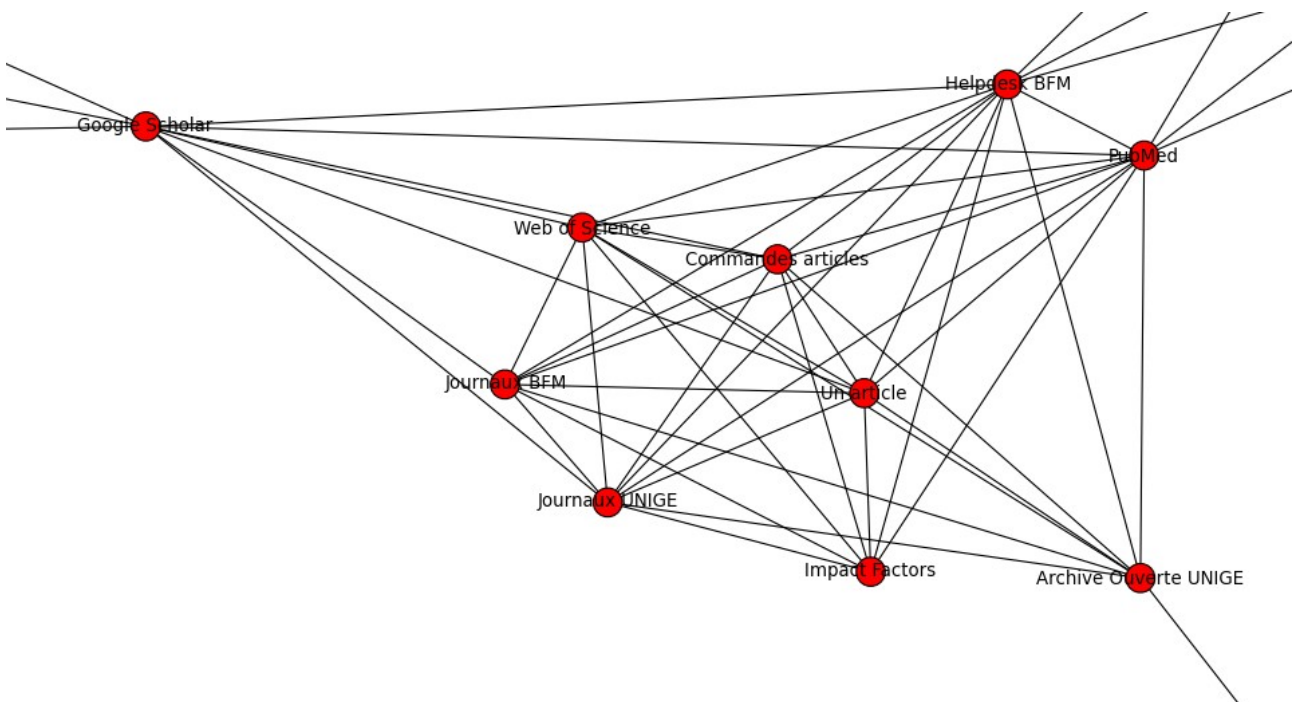 Helpdesk BFM
Google Scholar
PubMed
Web of Science
Commandes articles
Journaux BFM
Un article
Journaux UNIGE
Impact Factors
Archive Ouverte UNIGE